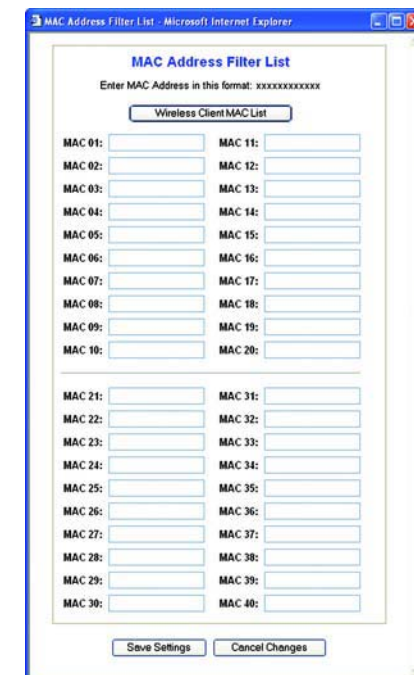 MAC Address Filter List - Microsoft Internet Explorer
MAC Address Filter List
Enter MAC Address in this format: xxxxxxxxxxxx
Wireless Client MAC List
MAC 01: MAC 11:
MAC 02: MAC 12:
MAC 03: MAC 13:
MAC 04: MAC 14:
MAC 05: MAC 15:
MAC 06: MAC 16:
MAC 07: MAC 17:
MAC 08: MAC 18:
MAC 09: MAC 19:
MAC 10: MAC 20:
MAC 21: MAC 31:
MAC 22: MAC 32:
MAC 23: MAC 33:
MAC 24: MAC 34:
MAC 25: MAC 35:
MAC 26: MAC 36:
MAC 27: MAC 37:
MAC 28: MAC 38:
MAC 29: MAC 39:
MAC 30: MAC 40:
Save Settings Cancel Changes